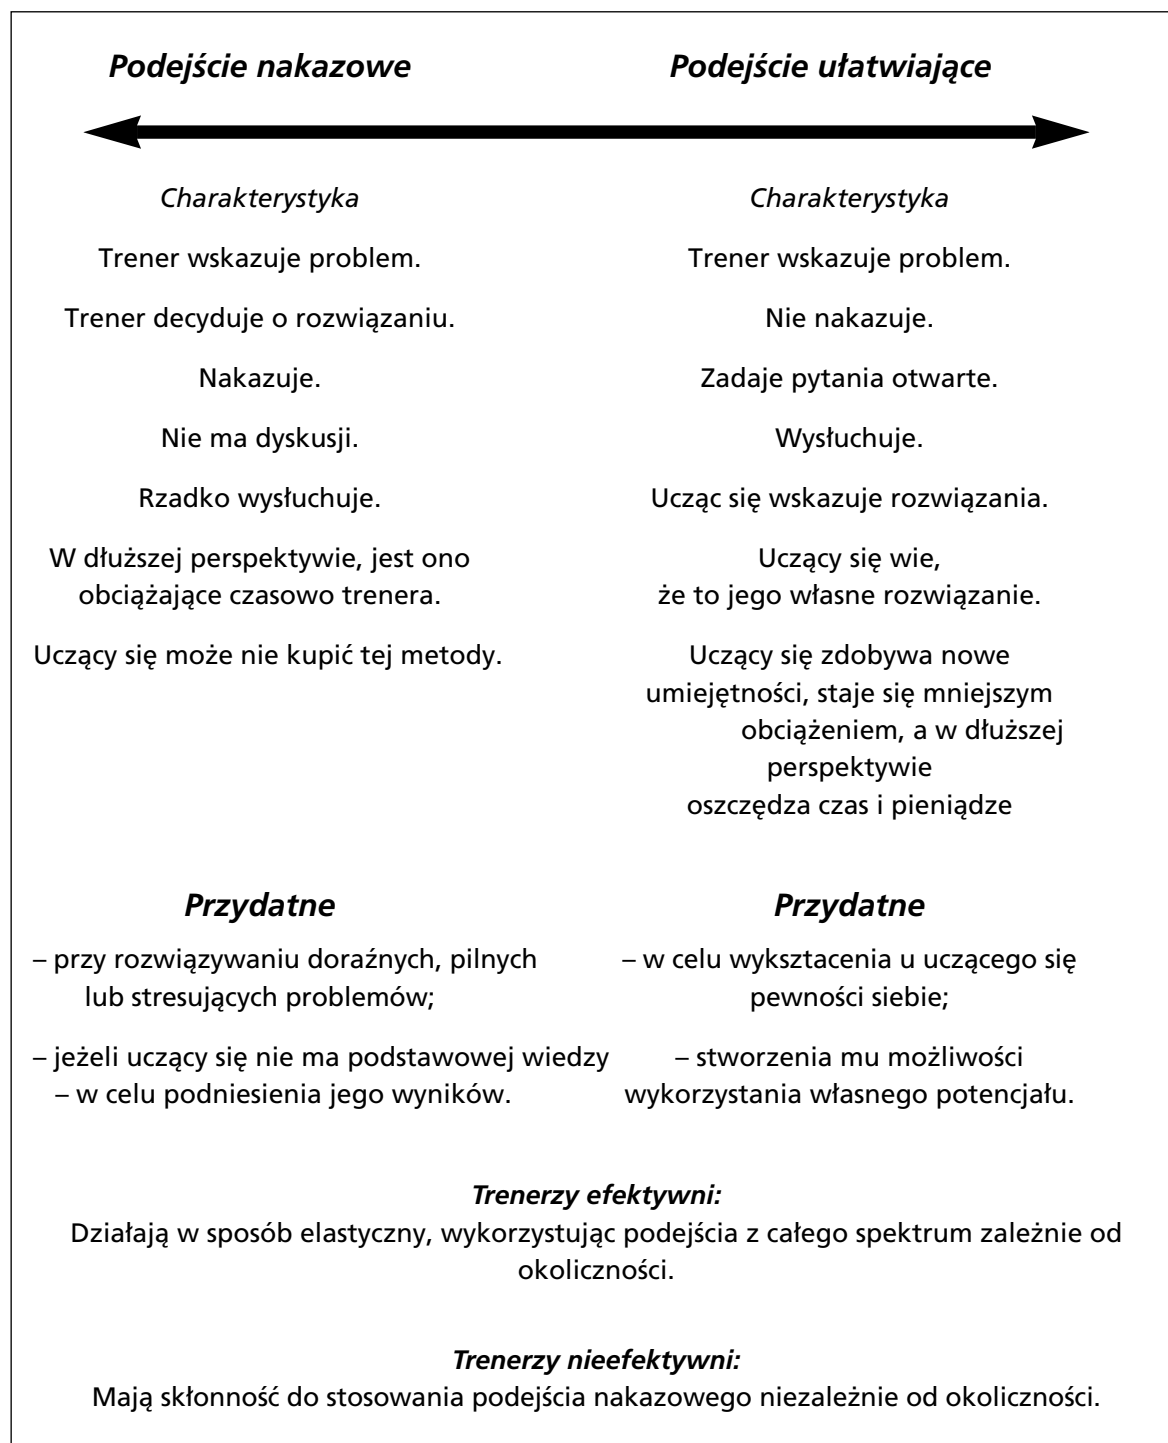 Podejście nakazowe
Podejście ułatwiające
Charakterystyka
Trener wskazuje problem.
Trener decyduje o rozwiązaniu.
Nakazuje.
Nie ma dyskusji.
Rzadko wysłuchuje.
W dłuższej perspektywie, jest ono
obciążające czasowo trenera.
Uczący się może nie kupić tej metody.
Charakterystyka
Trener wskazuje problem.
Nie nakazuje.
Zadaje pytania otwarte.
Wysłuchuje.
Ucząc się wskazuje rozwiązania.
Uczący się wie,
że to jego własne rozwiązanie.
Uczący się zdobywa nowe
umiejętności, staje się mniejszym
obciążeniem, a w dłuższej
perspektywie
oszczędza czas i pieniądze
Przydatne
– przy rozwiązywaniu doraźnych, pilnych
lub stresujących problemów;
– jeżeli uczący się nie ma podstawowej wiedzy
– w celu podniesienia jego wyników.
Przydatne
– w celu wyksztacenia u uczącego się
pewności siebie;
– stworzenia mu możliwości
wykorzystania własnego potencjału.
Trenerzy efektywni:
Działają w sposób elastyczny, wykorzystując podejścia z całego spektrum zależnie od
okoliczności.
Trenerzy nieefektywni:
Mają skłonność do stosowania podejścia nakazowego niezależnie od okoliczności.